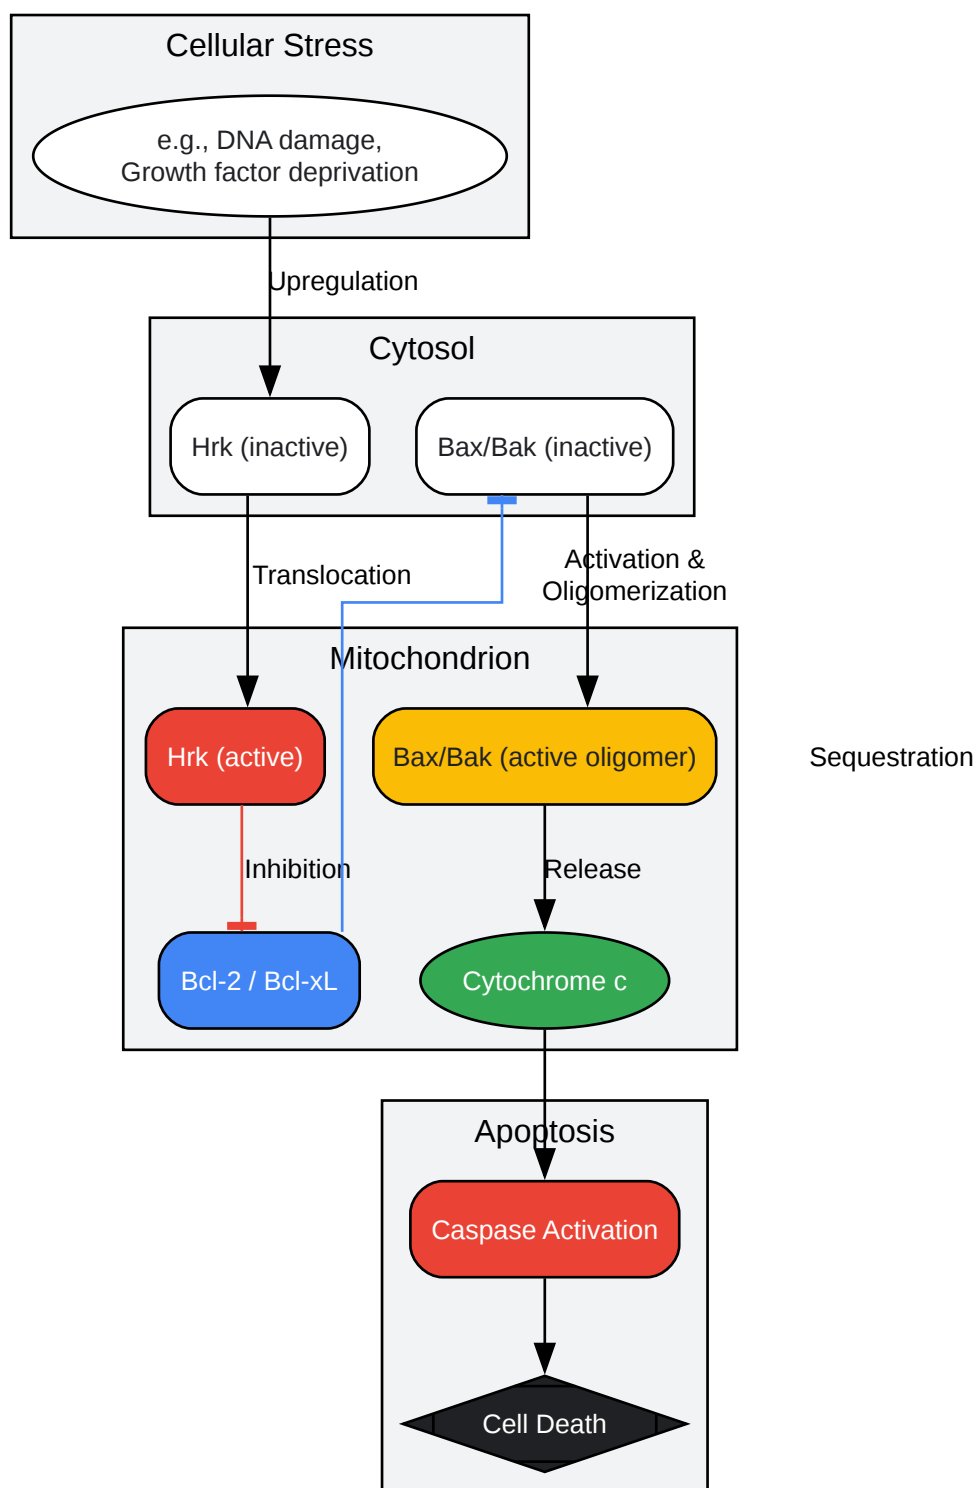 Cellular Stress
e.g., DNA damage,
Growth factor deprivation
Upregulation
Cytosol
Hrk (inactive)
Bax/Bak (inactive)
Translocation
Activation &
Oligomerization
Mitochondrion
Hrk (active)
Bax/Bak (active oligomer)
Sequestration
Inhibition
Release
Bcl-2 / Bcl-xL
Cytochrome c
Apoptosis
Caspase Activation
Cell Death